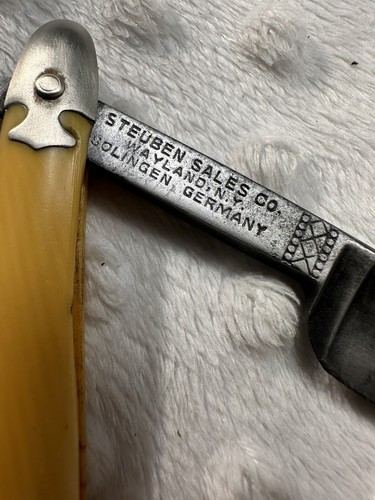 STEUBEN SALES CO.
WAYLAND, N.Y.
SOLINGEN, GERMANY